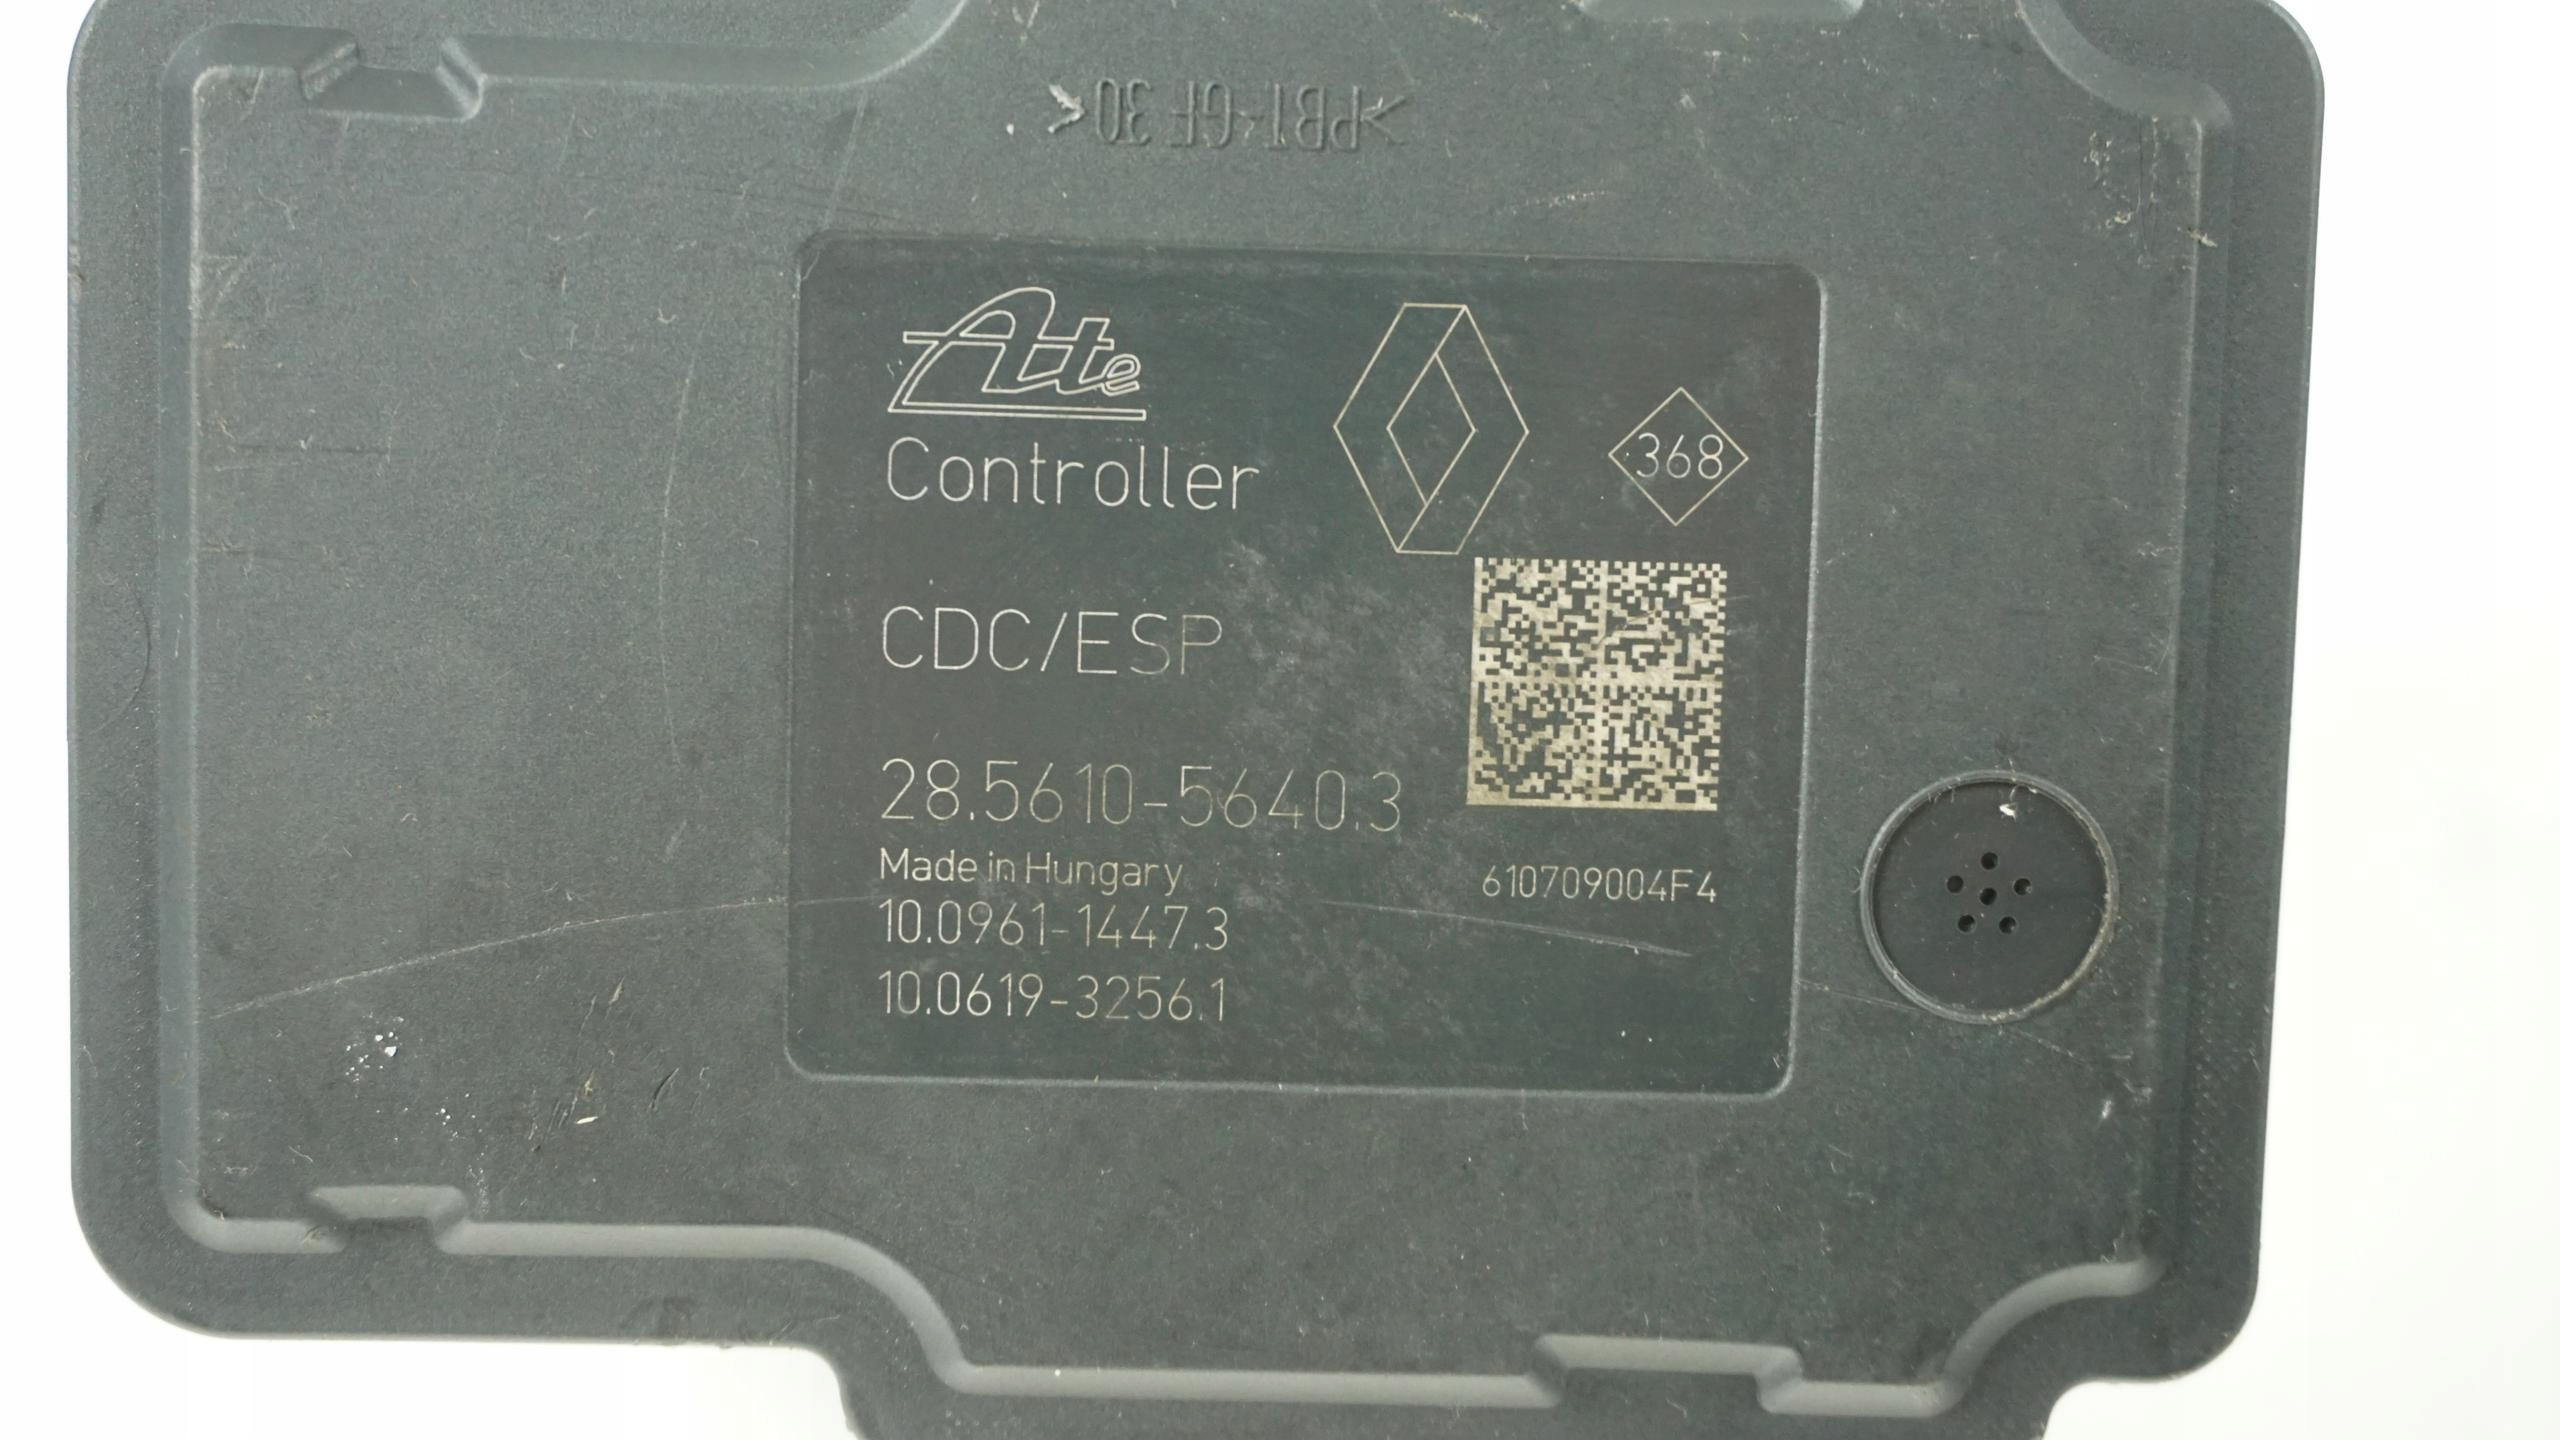 >PBT-GF 30<
Ate
368
Controller
CDC/ESP
28.5610-5640.3
Made in Hungary
610709004F4
10.0961-1447.3
10.0619-3256.1